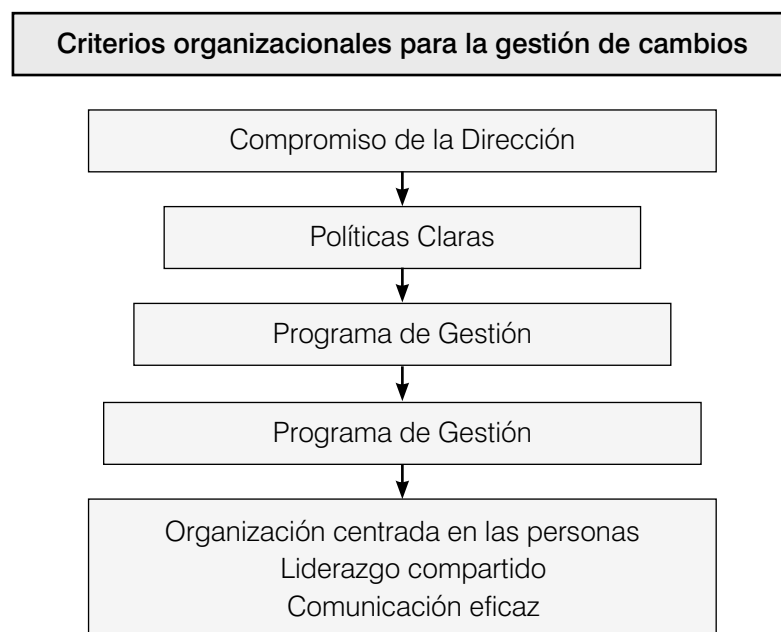 Criterios organizacionales para la gestión de cambios
Compromiso de la Dirección
Políticas Claras
Programa de Gestión
Programa de Gestión
Organización centrada en las personas
Liderazgo compartido
Comunicación eficaz